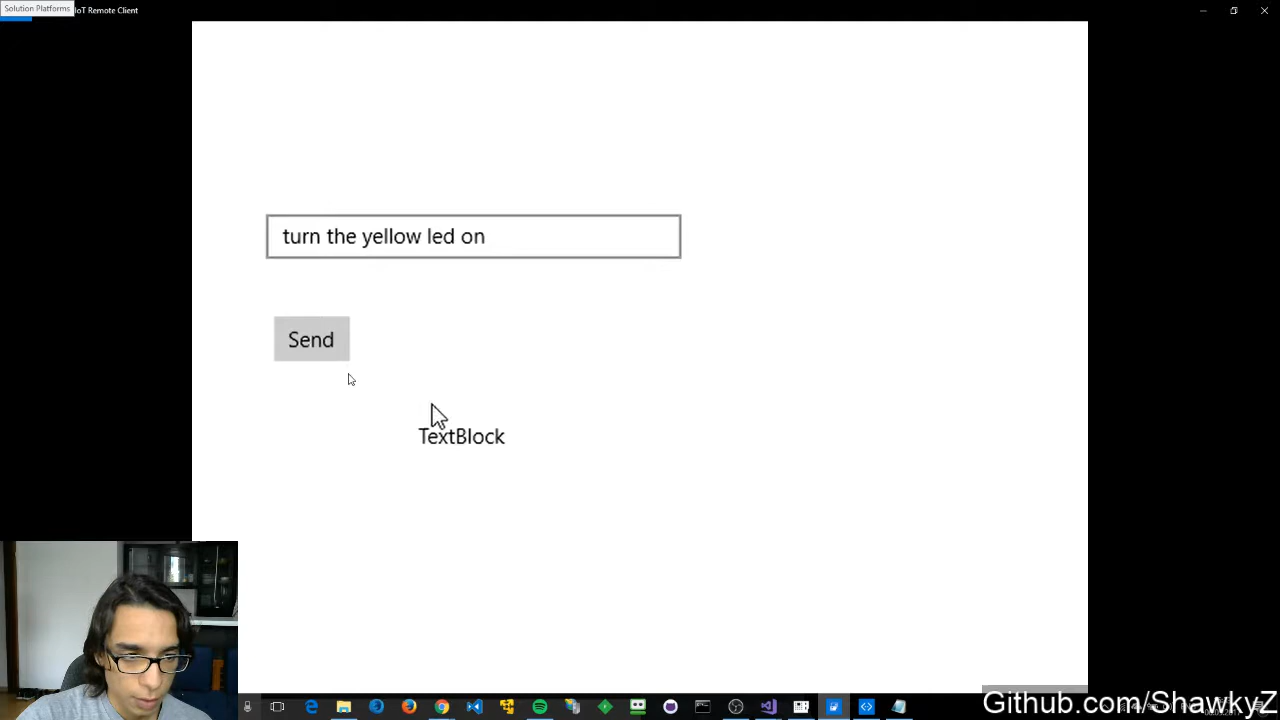 Solution Platforms
IoT Remote Client
turn the yellow led on
Send
TextBlock
Github.com/ShawkyZ